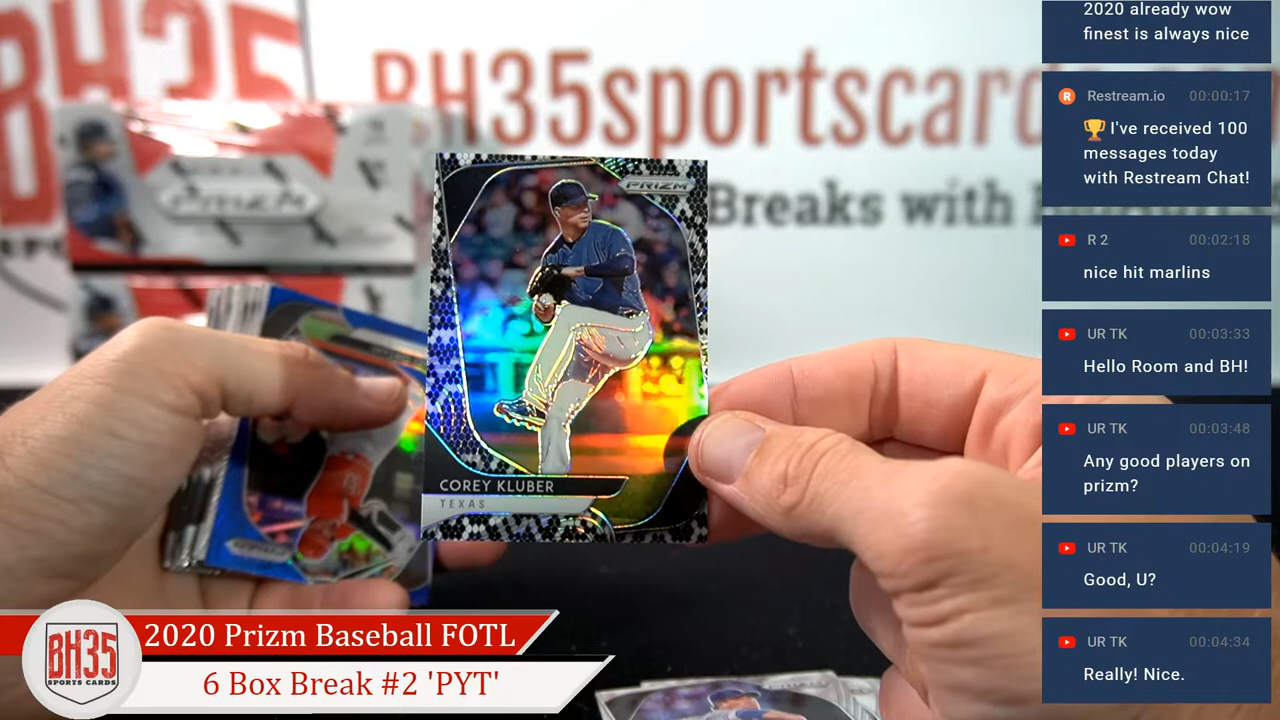 BH35sportscards
Breaks with
PRIZM
PRIZM
COREY KLUBER
TEXAS
BH35
SPORTS CARDS
2020 Prizm Baseball FOTL
6 Box Break #2 'PYT'
2020 already wow
finest is always nice
Restream.io 00:00:17
🏆 I've received 100
messages today
with Restream Chat!
R 2 00:02:18
nice hit marlins
UR TK 00:03:33
Hello Room and BH!
UR TK 00:03:48
Any good players on
prizm?
UR TK 00:04:19
Good, U?
UR TK 00:04:34
Really! Nice.